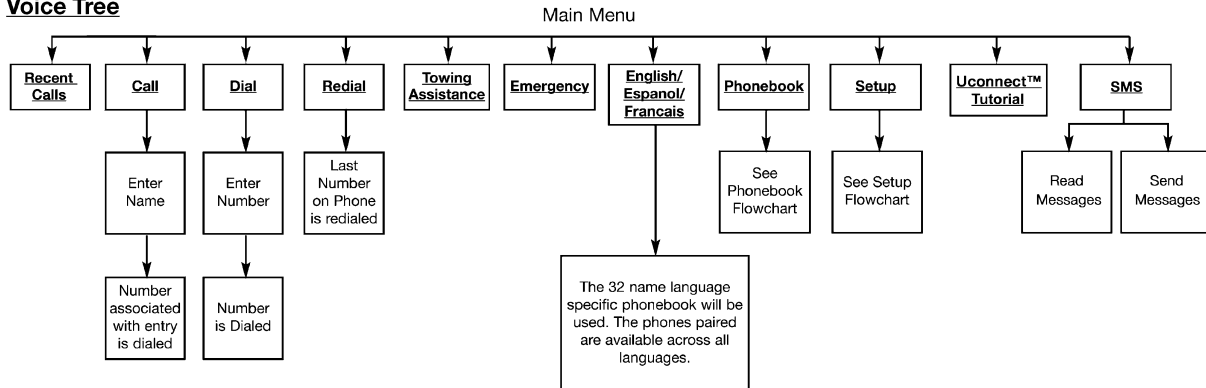 Voice Tree
Main Menu
Recent
Calls
Call
Dial
Redial
Towing
Assistance
Emergency
English/
Espanol/
Francais
Phonebook
Setup
Uconnect™
Tutorial
SMS
Enter
Name
Enter
Number
Last
Number
on Phone
is redialed
See
Phonebook
Flowchart
See Setup
Flowchart
Read
Messages
Send
Messages
Number
associated
with entry
is dialed
Number
is Dialed
The 32 name language
specific phonebook will be
used. The phones paired
are available across all
languages.